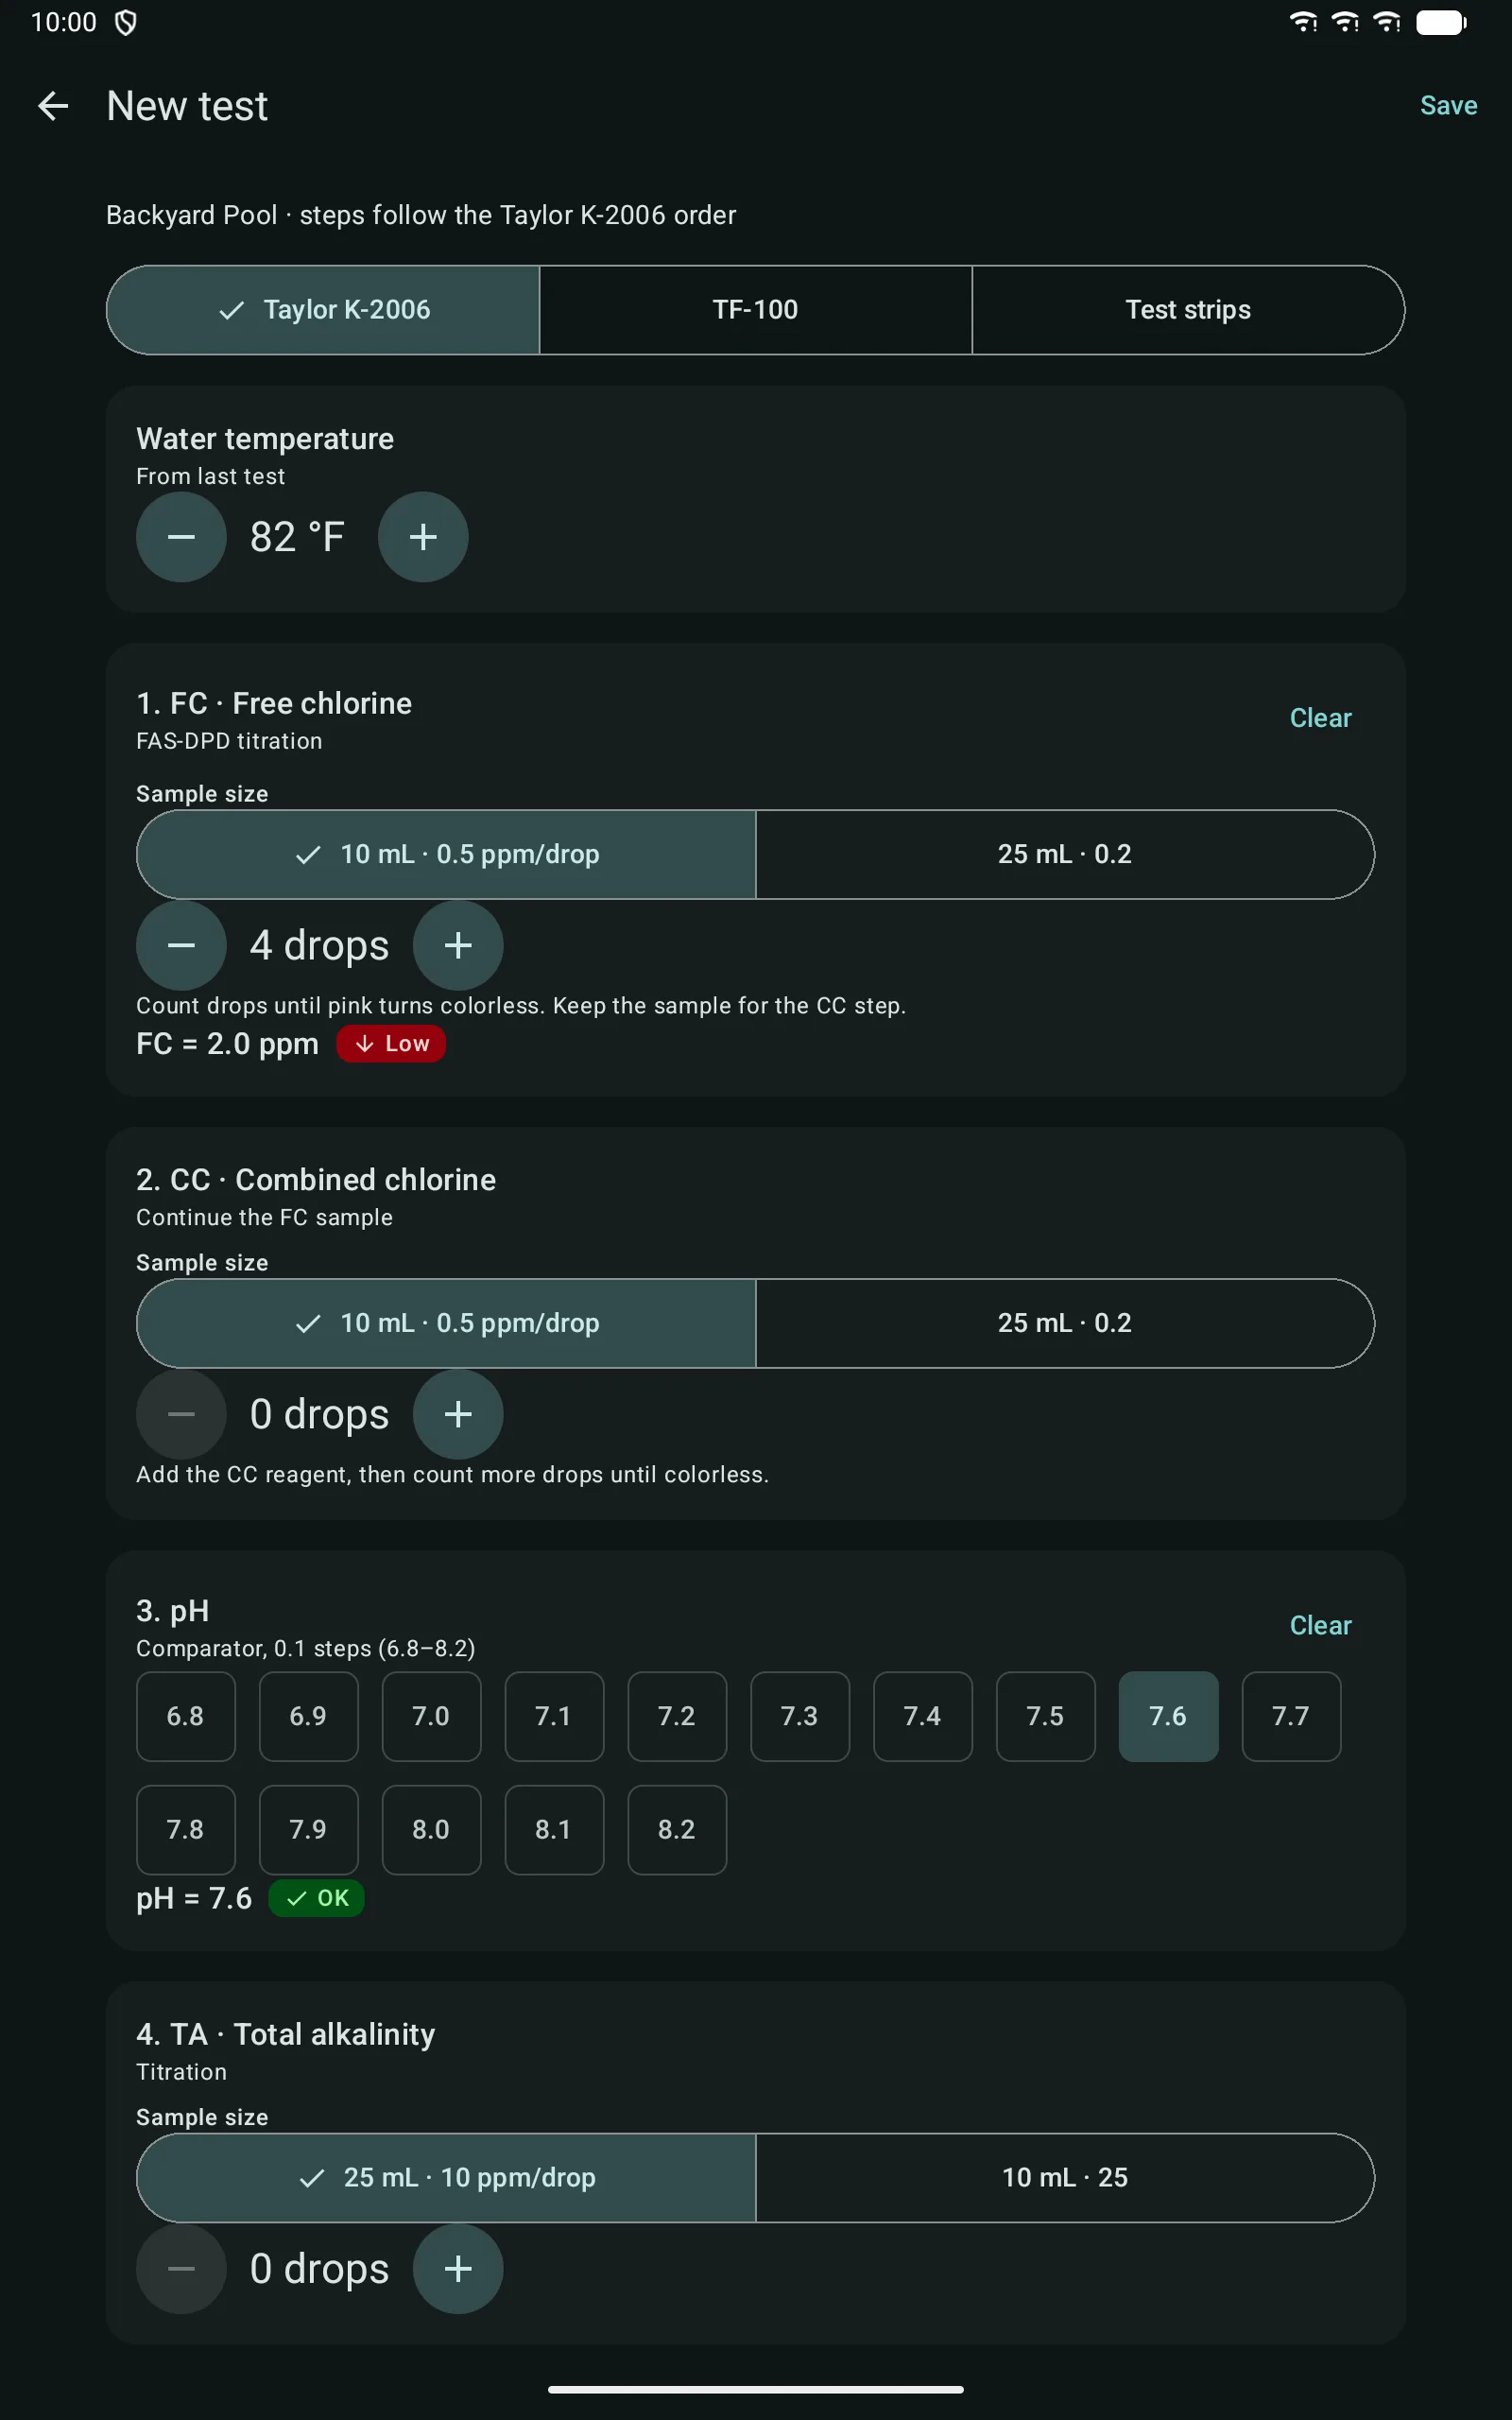 10:00
New test
Save
Backyard Pool · steps follow the Taylor K-2006 order
Taylor K-2006
TF-100
Test strips
Water temperature
From last test
82 °F
1. FC · Free chlorine
Clear
FAS-DPD titration
Sample size
10 mL · 0.5 ppm/drop
25 mL · 0.2
4 drops
Count drops until pink turns colorless. Keep the sample for the CC step.
FC = 2.0 ppm
Low
2. CC · Combined chlorine
Continue the FC sample
Sample size
10 mL · 0.5 ppm/drop
25 mL · 0.2
0 drops
Add the CC reagent, then count more drops until colorless.
3. pH
Clear
Comparator, 0.1 steps (6.8–8.2)
6.8 6.9 7.0 7.1 7.2 7.3 7.4 7.5 7.6 7.7
7.8 7.9 8.0 8.1 8.2
pH = 7.6
OK
4. TA · Total alkalinity
Titration
Sample size
25 mL · 10 ppm/drop
10 mL · 25
0 drops